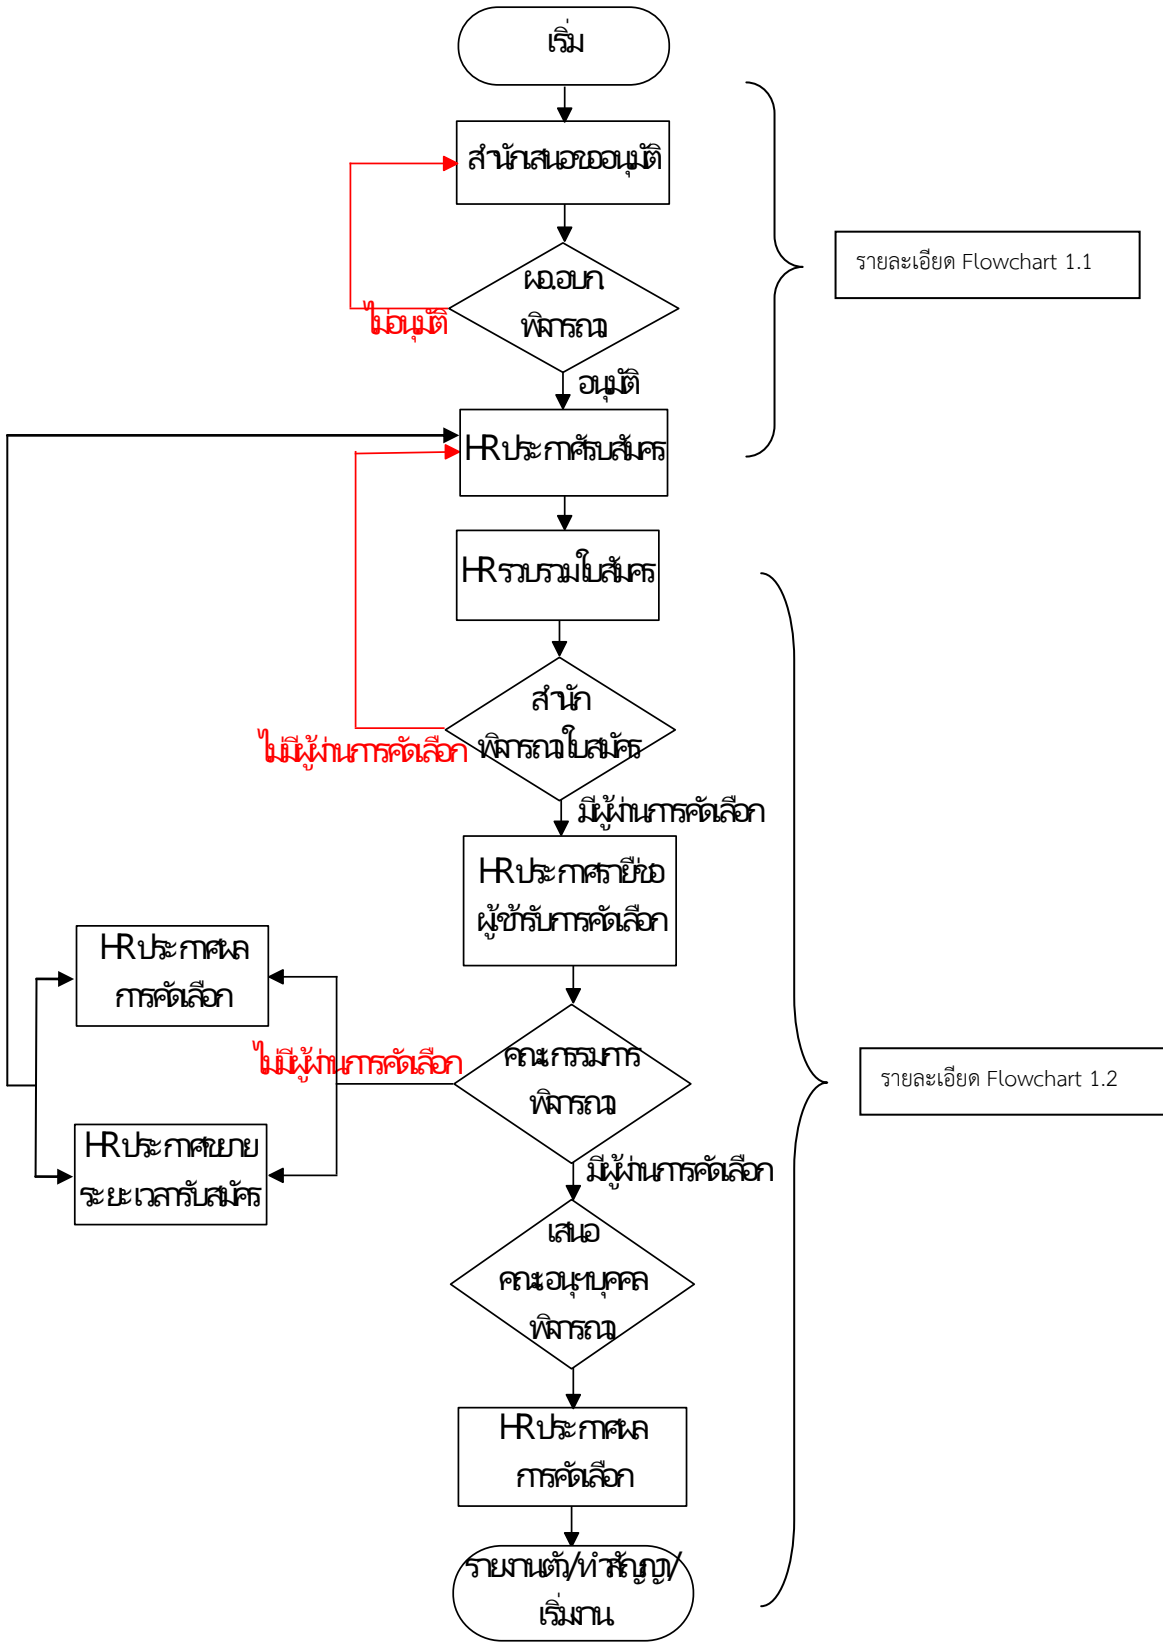 เริ่ม
สำนักเสนอขออนุมัติ
รายละเอียด Flowchart 1.1
ผอ.อบก.
พิจารณา
ไม่อนุมัติ
อนุมัติ
HR ประกาศรับสมัคร
HR รวบรวมใบสมัคร
สำนัก
พิจารณาใบสมัคร
ไม่มีผู้ผ่านการคัดเลือก
มีผู้ผ่านการคัดเลือก
HR ประกาศรายชื่อ
ผู้เข้ารับการคัดเลือก
HR ประกาศผล
การคัดเลือก
ไม่มีผู้ผ่านการคัดเลือก
คณะกรรมการ
พิจารณา
รายละเอียด Flowchart 1.2
HR ประกาศขยาย
ระยะเวลารับสมัคร
มีผู้ผ่านการคัดเลือก
เสนอ
คณะอนุฯบุคคล
พิจารณา
HR ประกาศผล
การคัดเลือก
รายงานตัว/ทำสัญญา/
เริ่มงาน